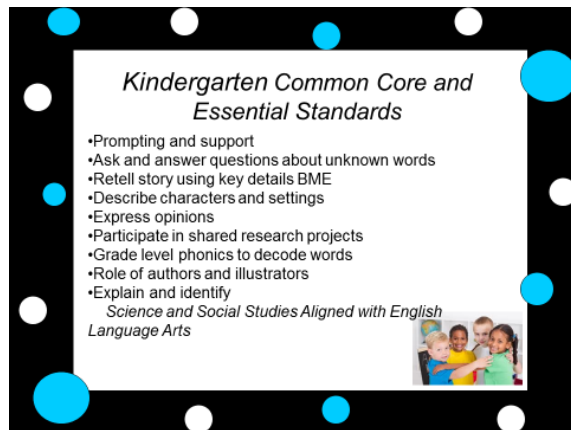 Kindergarten Common Core and
Essential Standards
•Prompting and support
•Ask and answer questions about unknown words
•Retell story using key details BME
•Describe characters and settings
•Express opinions
•Participate in shared research projects
•Grade level phonics to decode words
•Role of authors and illustrators
•Explain and identify
Science and Social Studies Aligned with English
Language Arts